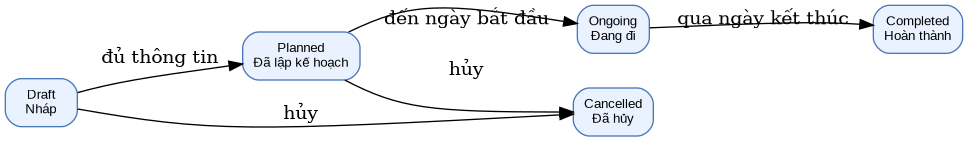 Draft
Nháp
đủ thông tin
Planned
Đã lập kế hoạch
đến ngày bắt đầu
Ongoing
Đang đi
qua ngày kết thúc
Completed
Hoàn thành
hủy
hủy
Cancelled
Đã hủy